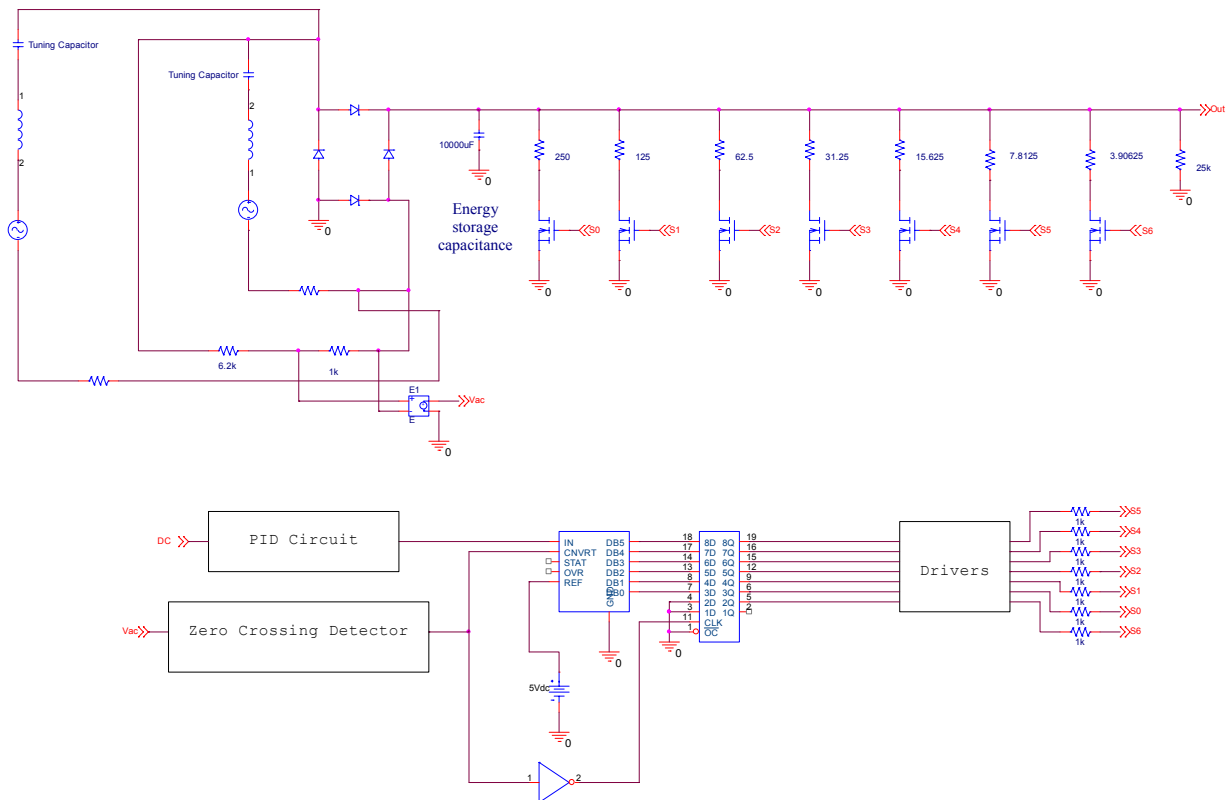 Tuning Capacitor
Tuning Capacitor
1
2
2
1
0
10000uF
0
Energy
storage
capacitance
250
125
62.5
31.25
15.625
7.8125
3.90625
25k
Out
0
S0
S1
S2
S3
S4
S5
S6
0
0
0
0
0
0
0
6.2k
1k
E1
+
-
E
Vac
0
DC
PID Circuit
Vac
Zero Crossing Detector
IN
CNVRT
STAT
OVR
REF
DB5
DB4
DB3
DB2
DB1
DB0
GND
0
5Vdc
0
1
2
18
17
14
13
8
7
4
3
11
1
8D 8Q
7D 7Q
6D 6Q
5D 5Q
4D 4Q
3D 3Q
2D 2Q
1D 1Q
CLK
OC
19
16
15
12
9
6
5
2
0
Drivers
1k
1k
1k
1k
1k
1k
1k
S5
S4
S3
S2
S1
S0
S6